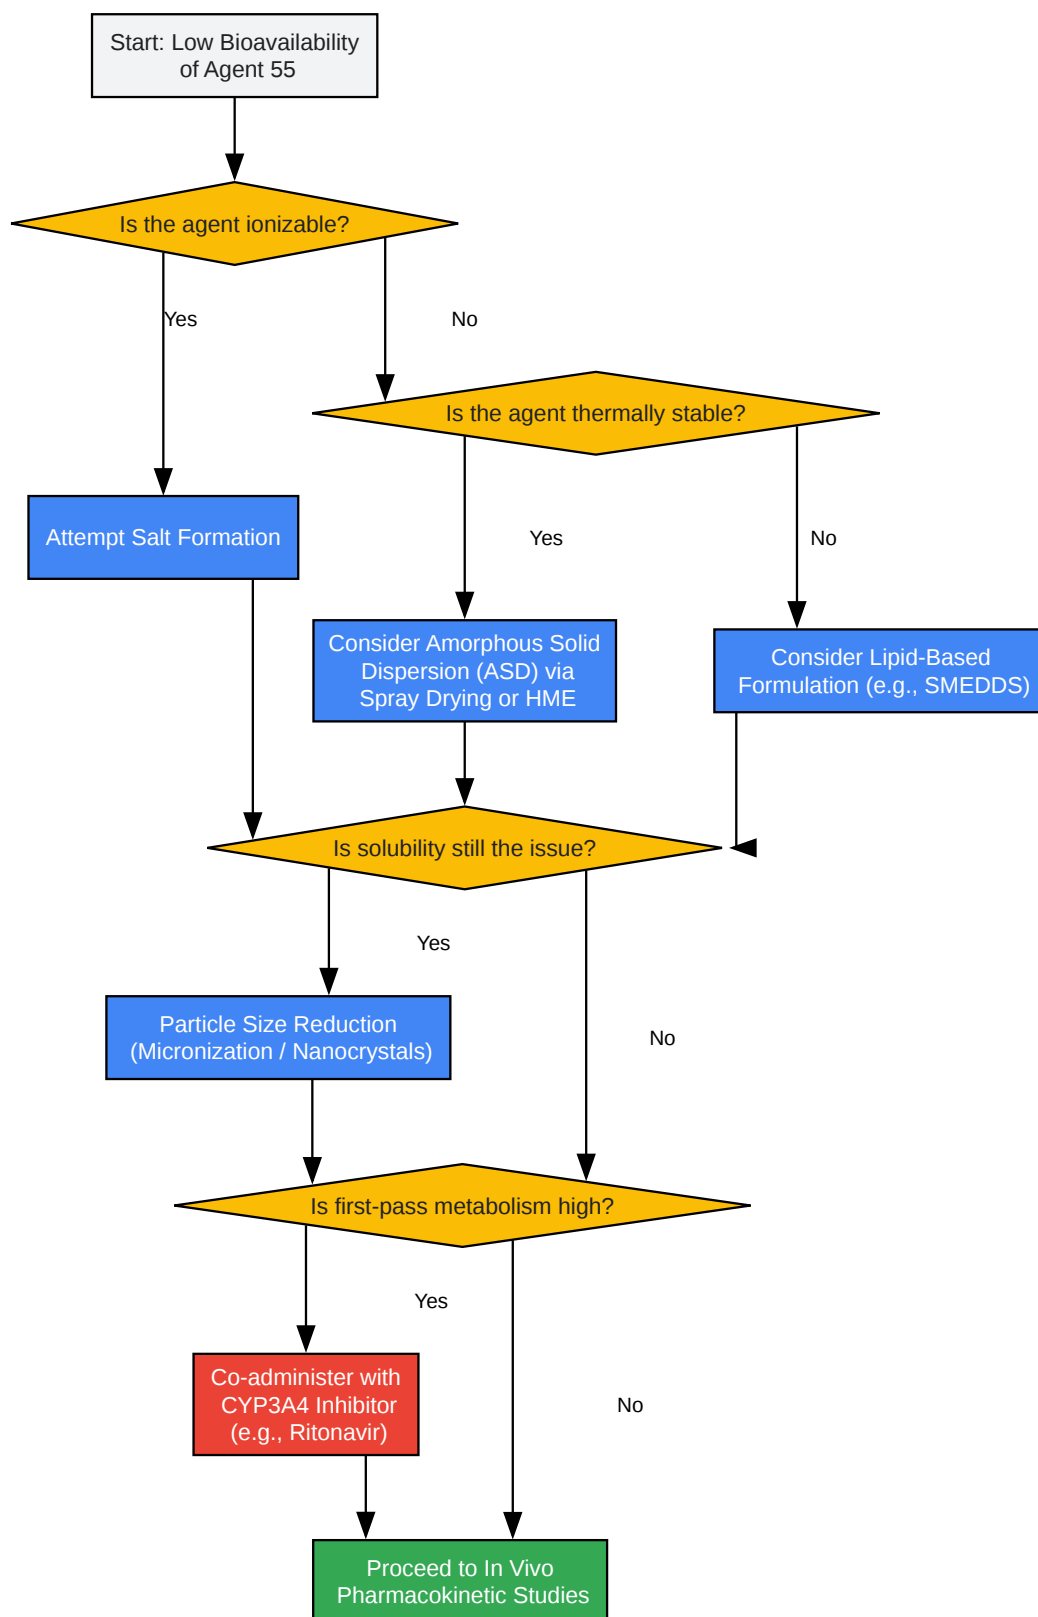 Start: Low Bioavailability
of Agent 55
Is the agent ionizable?
Yes
No
Is the agent thermally stable?
Attempt Salt Formation
Yes
No
Consider Amorphous Solid
Dispersion (ASD) via
Spray Drying or HME
Consider Lipid-Based
Formulation (e.g., SMEDDS)
Is solubility still the issue?
Yes
Particle Size Reduction
(Micronization / Nanocrystals)
No
Is first-pass metabolism high?
Yes
Co-administer with
CYP3A4 Inhibitor
(e.g., Ritonavir)
No
Proceed to In Vivo
Pharmacokinetic Studies